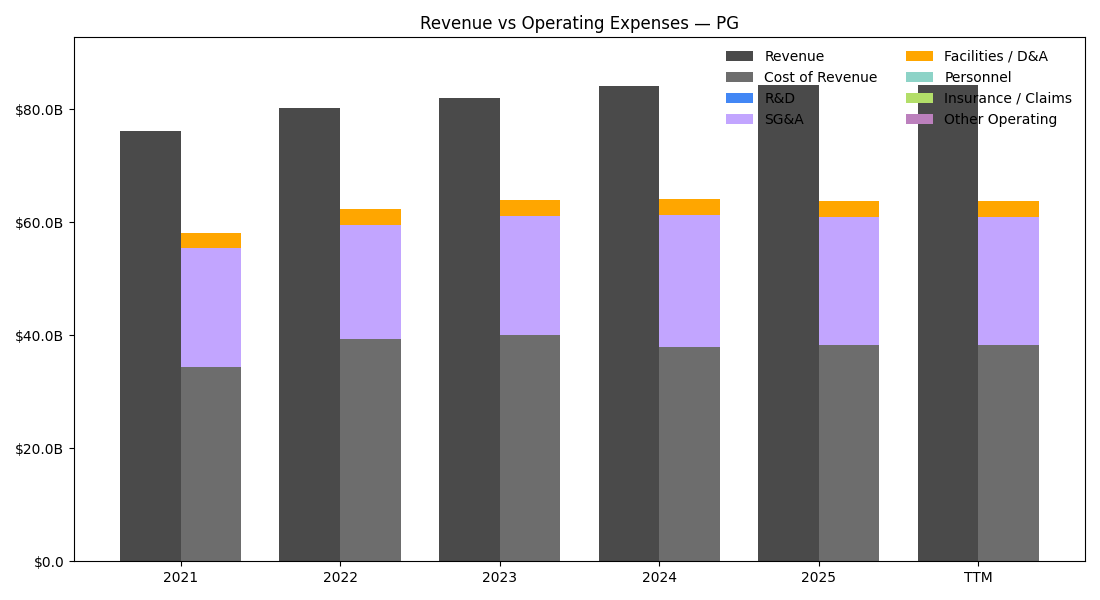 Revenue vs Operating Expenses — PG
Revenue
Cost of Revenue
R&D
SG&A
Facilities / D&A
Personnel
Insurance / Claims
Other Operating
$80.0B
$60.0B
$40.0B
$20.0B
$0.0
2021 2022 2023 2024 2025 TTM